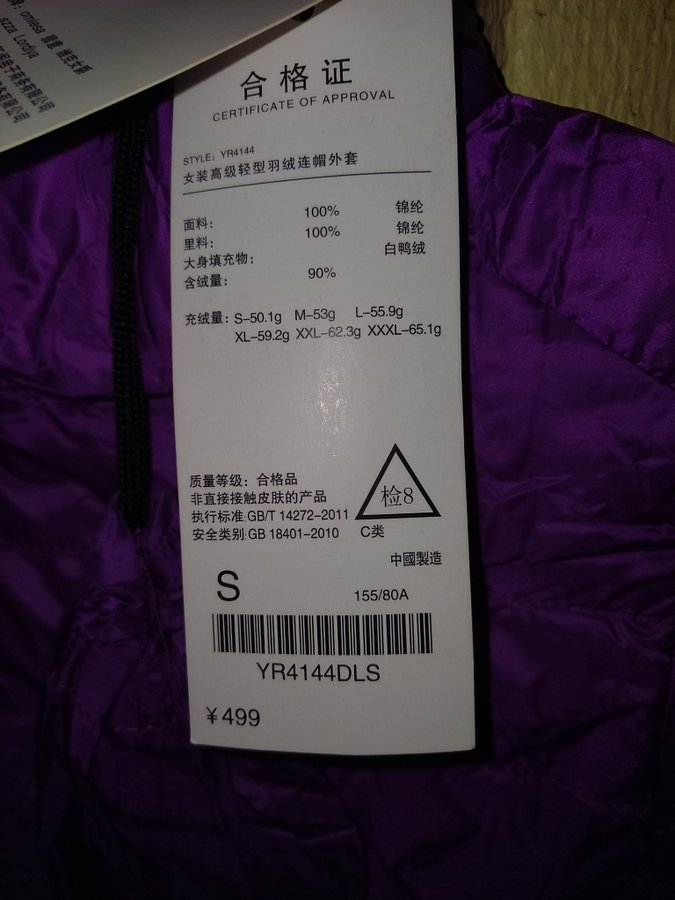 szza Lordiya
合格证
CERTIFICATE OF APPROVAL
STYLE: YR4144
女装高级轻型羽绒连帽外套
面料: 100% 锦纶
里料: 100% 锦纶
大身填充物: 白鸭绒
含绒量: 90%
充绒量: S-50.1g M-53g L-55.9g
XL-59.2g XXL-62.3g XXXL-65.1g
质量等级: 合格品
非直接接触皮肤的产品
执行标准:GB/T 14272-2011
安全类别:GB 18401-2010 C类
检8
中國製造
S 155/80A
YR4144DLS
¥499